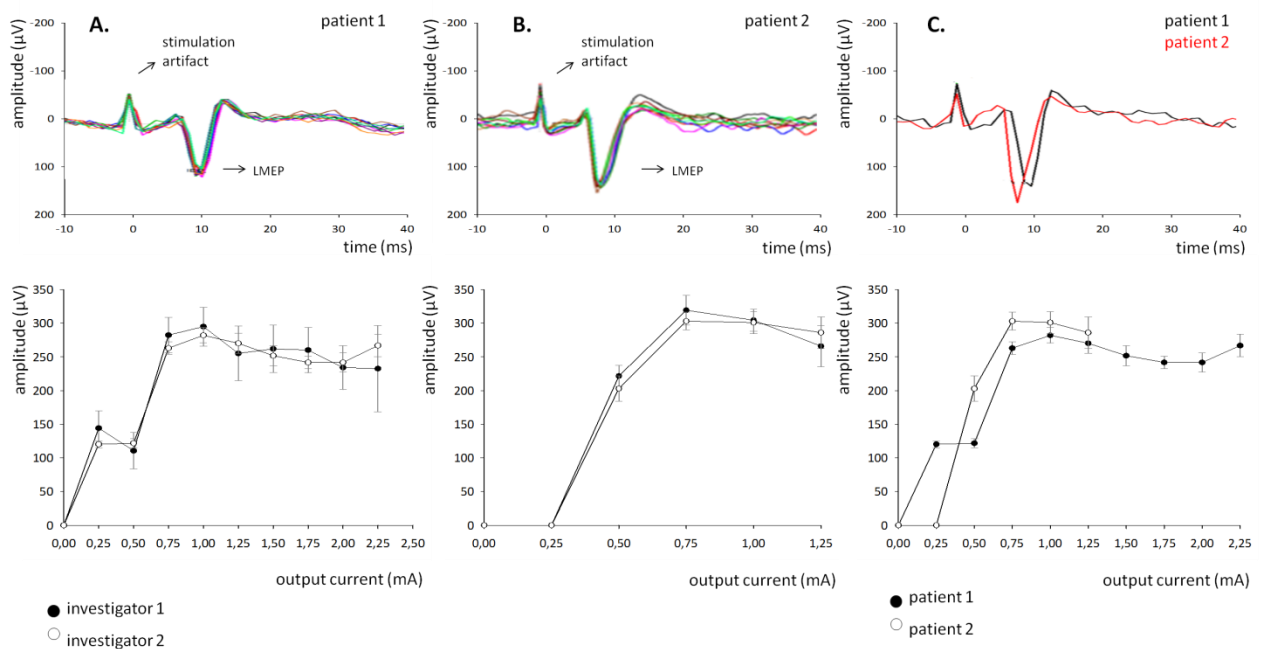 A.
patient 1
amplitude (µV)
-200
-100
0
100
200
stimulation
artifact
LMEP
-10
0
10
20
30
40
time (ms)
B.
patient 2
amplitude (µV)
-200
-100
0
100
200
stimulation
artifact
LMEP
-10
0
10
20
30
40
time (ms)
C.
patient 1
patient 2
amplitude (µV)
-200
-100
0
100
200
-10
0
10
20
30
40
time (ms)
amplitude (µV)
350
300
250
200
150
100
50
0
0,00 0,25 0,50 0,75 1,00 1,25 1,50 1,75 2,00 2,25 2,50
output current (mA)
investigator 1
investigator 2
amplitude (µV)
350
300
250
200
150
100
50
0
0,00 0,25 0,50 0,75 1,00 1,25
output current (mA)
amplitude (µV)
350
300
250
200
150
100
50
0
0,00 0,25 0,50 0,75 1,00 1,25 1,50 1,75 2,00 2,25
output current (mA)
patient 1
patient 2